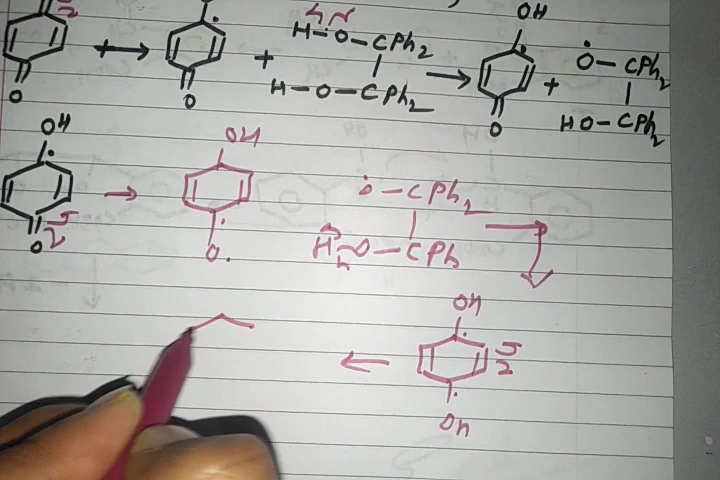 H–O–CPh₂ OH
O H–O–CPh₂ + O + Ȯ–CPh₂
O HO–CPh₂
OH → OH Ȯ–CPh₂
O O. H–O–CPh
OH
OH